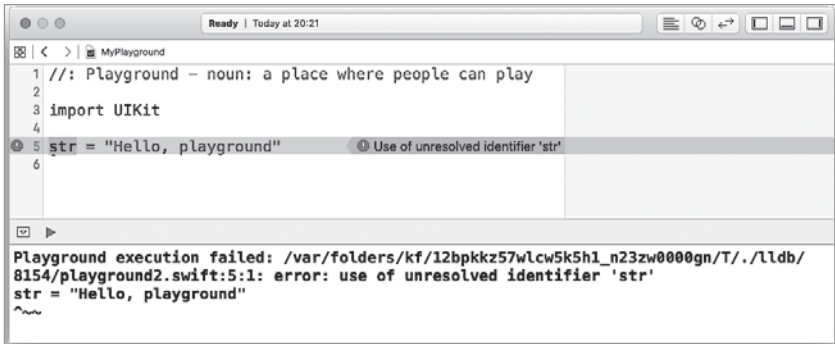 Ready | Today at 20:21
MyPlayground
1 //: Playground – noun: a place where people can play
2
3 import UIKit
4
5 str = "Hello, playground" Use of unresolved identifier 'str'
6
Playground execution failed: /var/folders/kf/12bpkkz57wlcw5k5h1_n23zw0000gn/T/./lldb/
8154/playground2.swift:5:1: error: use of unresolved identifier 'str'
str = "Hello, playground"
^~~